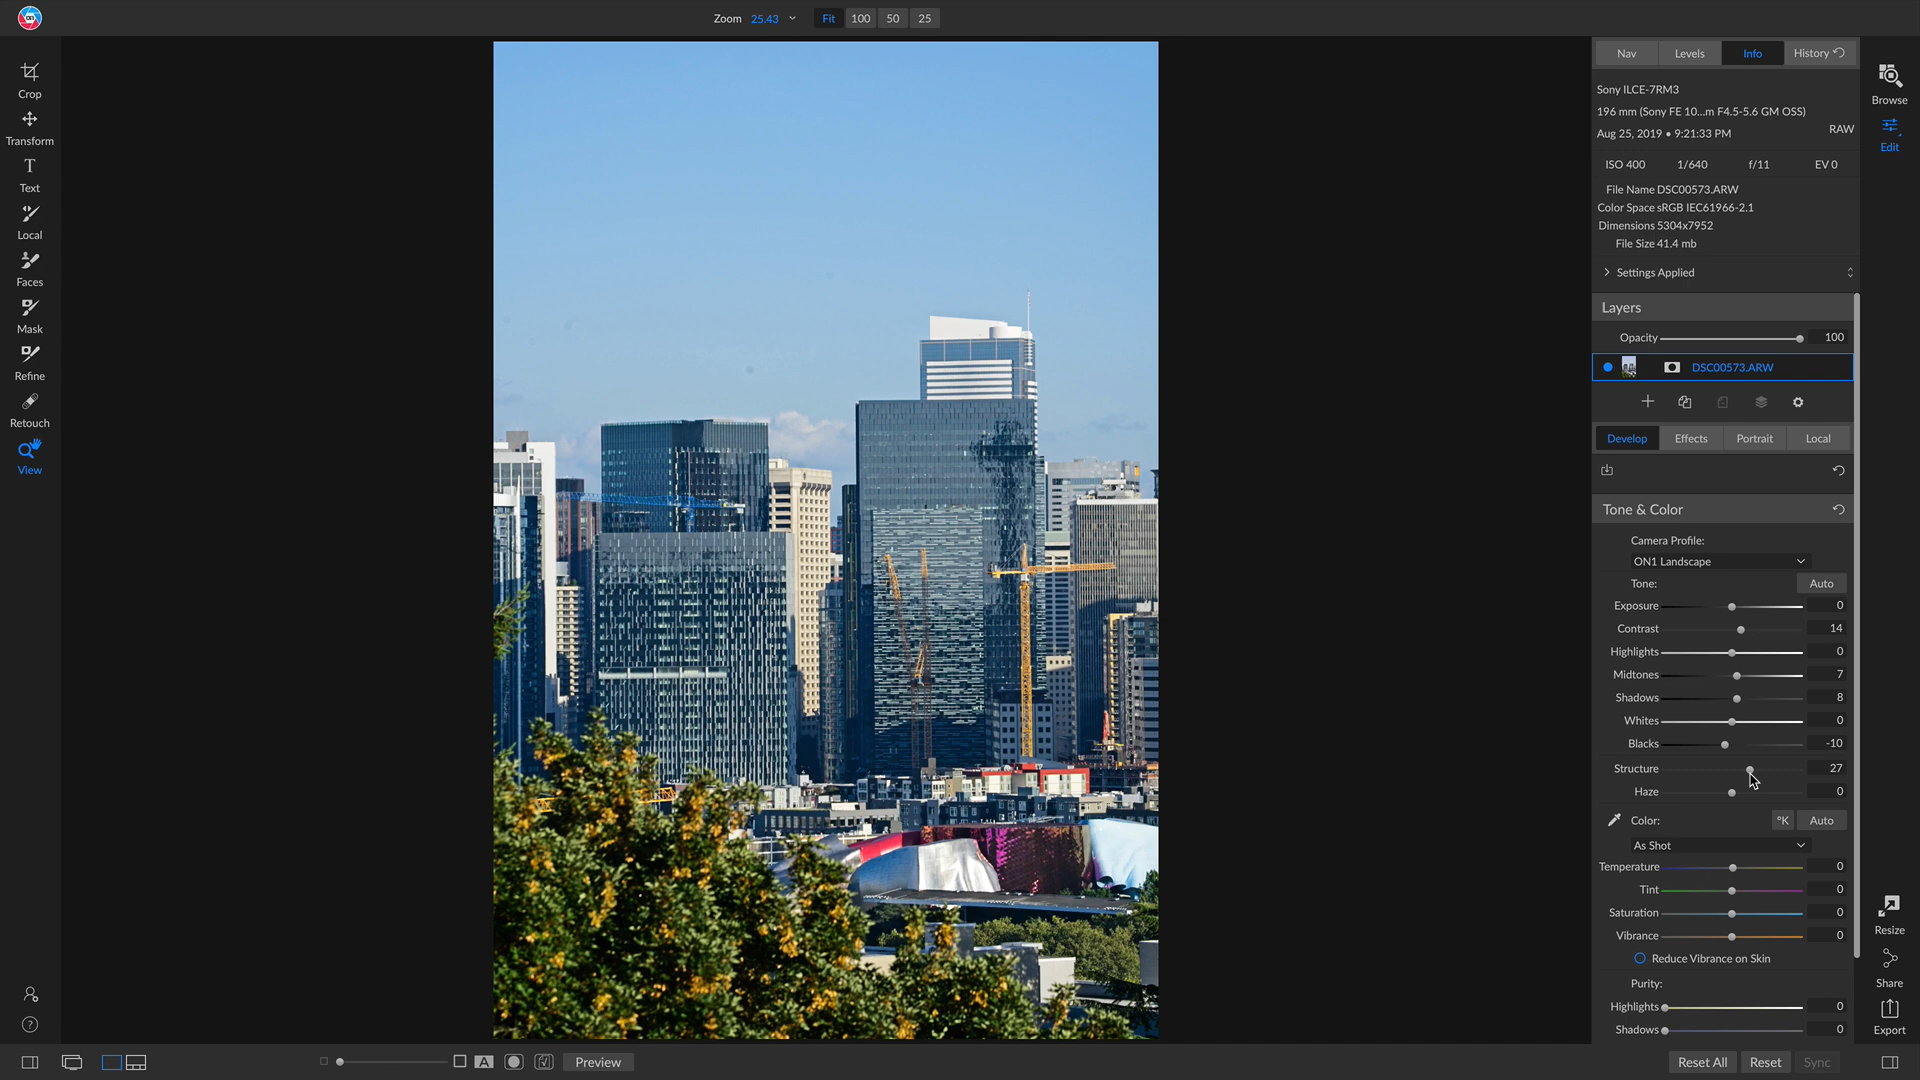 Zoom 25.43 Fit 100 50 25
Crop
Transform
Text
Local
Faces
Mask
Refine
Retouch
View
Nav Levels Info History
Sony ILCE-7RM3
196 mm (Sony FE 10...m F4.5-5.6 GM OSS)
Aug 25, 2019 • 9:21:33 PM RAW
ISO 400 1/640 f/11 EV 0
File Name DSC00573.ARW
Color Space sRGB IEC61966-2.1
Dimensions 5304x7952
File Size 41.4 mb
Settings Applied
Layers
Opacity 100
DSC00573.ARW
Develop Effects Portrait Local
Tone & Color
Camera Profile:
ON1 Landscape
Tone: Auto
Exposure 0
Contrast 14
Highlights 0
Midtones 7
Shadows 8
Whites 0
Blacks -10
Structure 27
Haze 0
Color: °K Auto
As Shot
Temperature 0
Tint 0
Saturation 0
Vibrance 0
Reduce Vibrance on Skin
Purity:
Highlights 0
Shadows 0
Browse
Edit
Resize
Share
Export
A Preview
Reset All Reset Sync